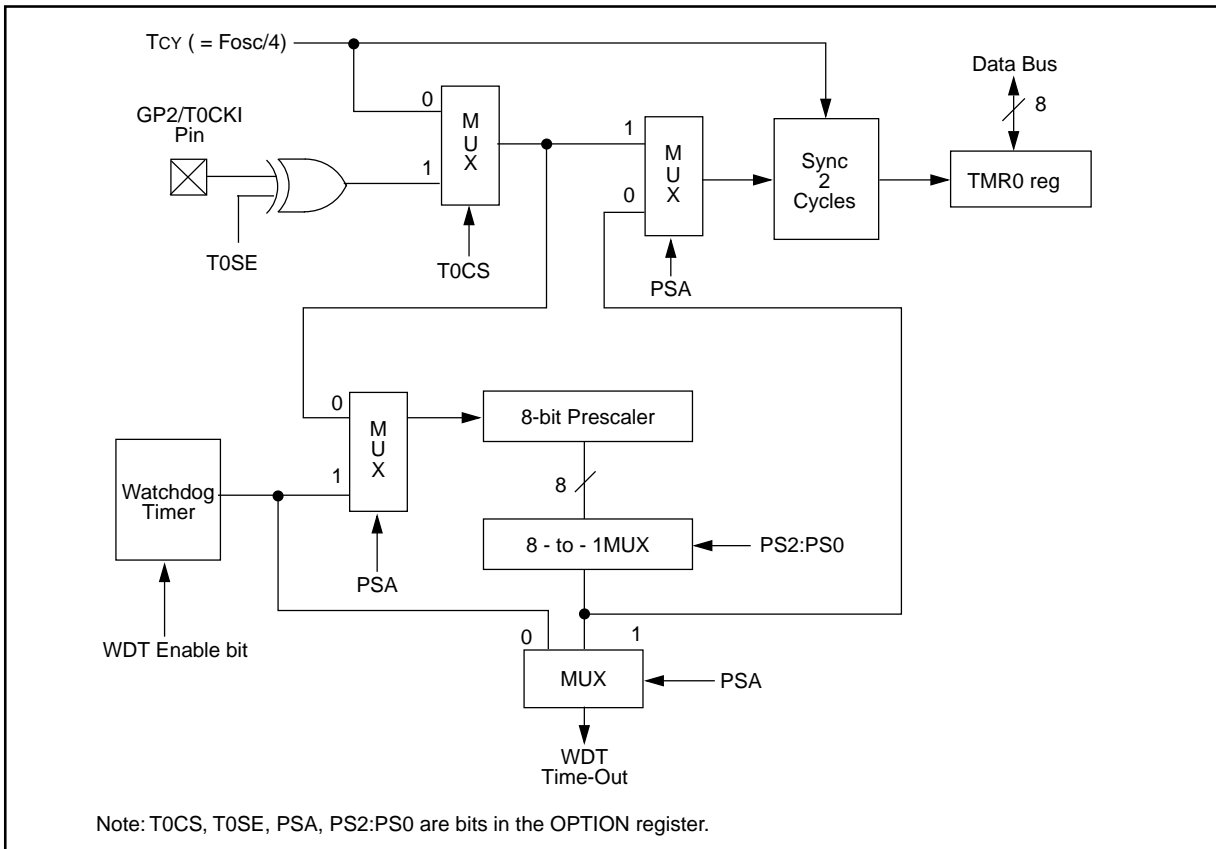 TCY ( = Fosc/4)
Data Bus
8
GP2/T0CKI
Pin
0
1
MUX
T0SE
T0CS
1
0
MUX
PSA
Sync
2
Cycles
TMR0 reg
0
1
MUX
8-bit Prescaler
Watchdog
Timer
8
8 - to - 1MUX
PS2:PS0
PSA
WDT Enable bit
0
1
MUX
PSA
WDT
Time-Out
Note: T0CS, T0SE, PSA, PS2:PS0 are bits in the OPTION register.